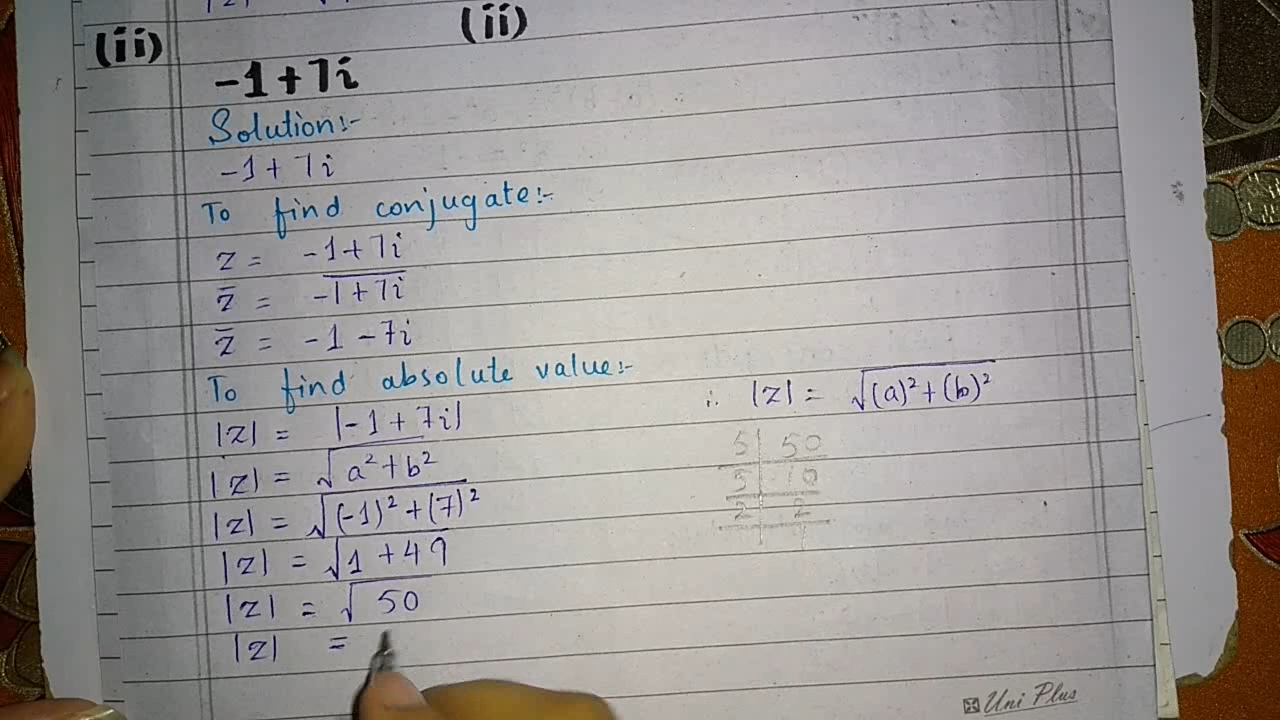 (ii) (ii)
-1+7i
Solution:-
-1 + 7i
To find conjugate:-
z = -1 + 7i
z̅ = \overline{-1 + 7i}
z̅ = -1 - 7i
To find absolute value:-
|z| = |-1 + 7i| ∴ |z| = √((a)²+(b)²)
|z| = √(a²+b²)
|z| = √((-1)²+(7)²)
|z| = √(1+49)
|z| = √50
|z| =
5 | 50
5 | 10
2 | 2
1
Uni Plus